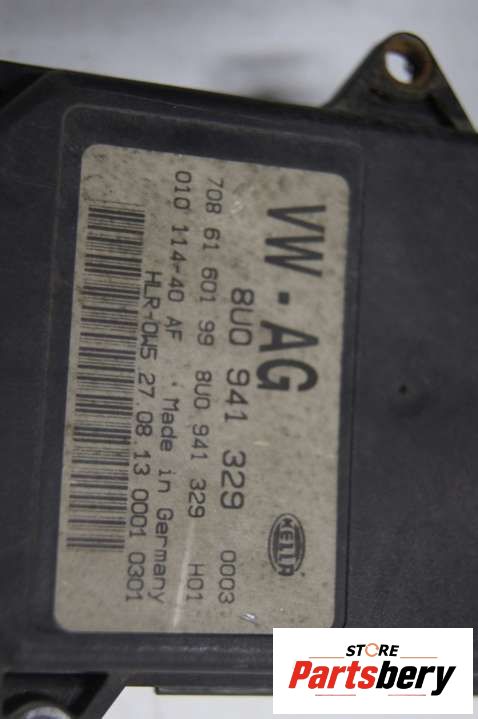 VW·AG
8U0 941 329 0003
708 61 601 99 8U0 941 329 H01
010 114-40 AF Made in Germany
HLR-OW5 27 08 13 0001 0301
HELLA
STORE
Partsbery